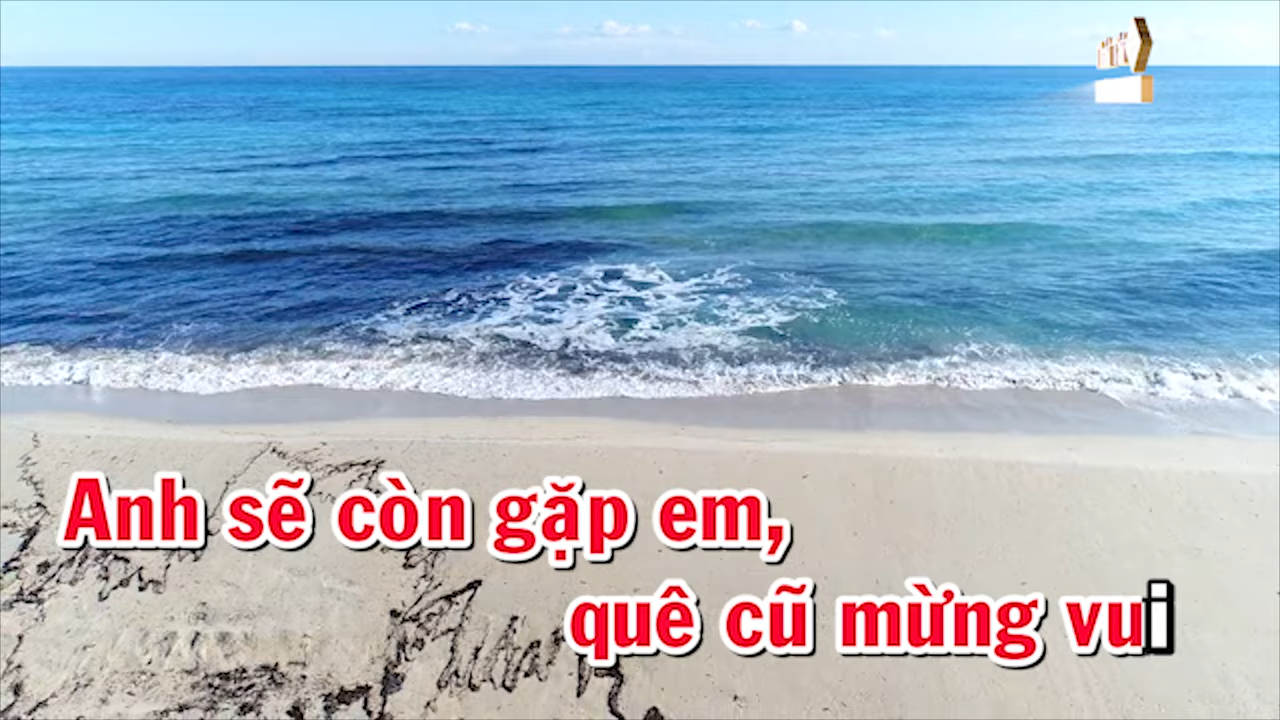 Anh sẽ còn gặp em,
quê cũ mừng vui